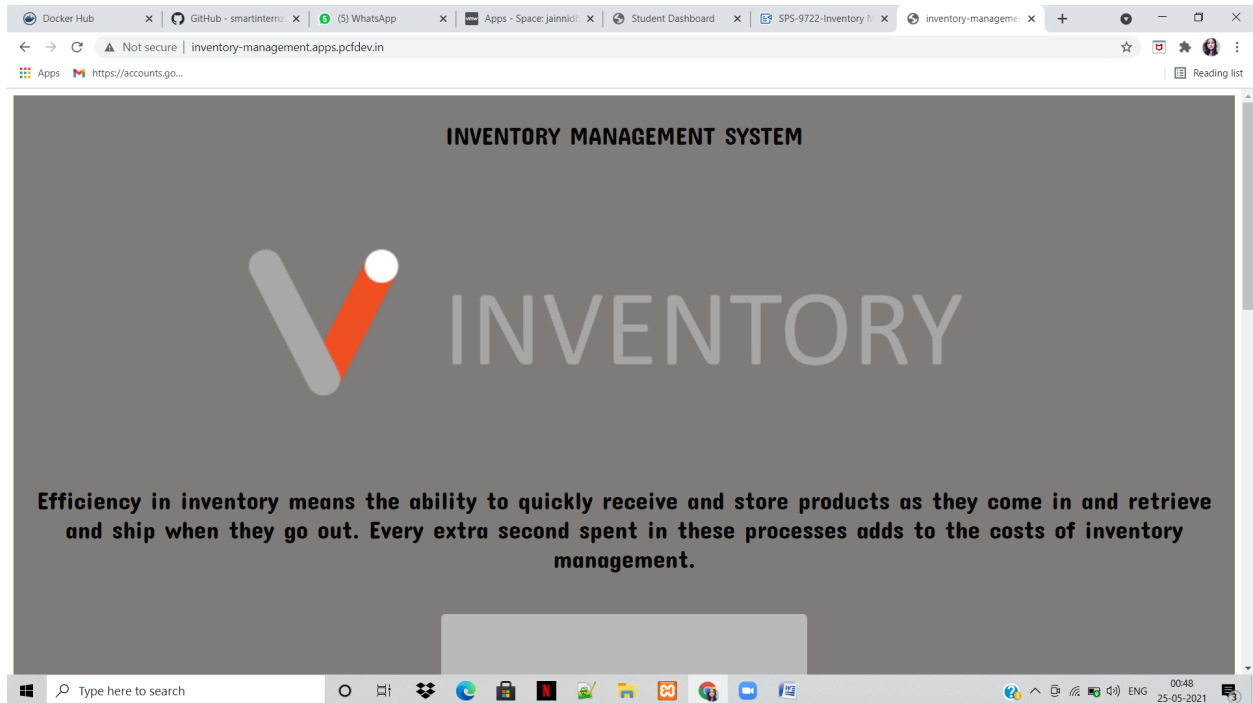 Docker Hub
GitHub - smartinternz
(5) WhatsApp
vmw Apps - Space: jainnidh
Student Dashboard
SPS-9722-Inventory M
inventory-managemen
Not secure | inventory-management.apps.pcfdev.in
Apps
https://accounts.go...
Reading list
INVENTORY MANAGEMENT SYSTEM
INVENTORY
Efficiency in inventory means the ability to quickly receive and store products as they come in and retrieve
and ship when they go out. Every extra second spent in these processes adds to the costs of inventory
management.
Type here to search
ENG
00:48
25-05-2021
3